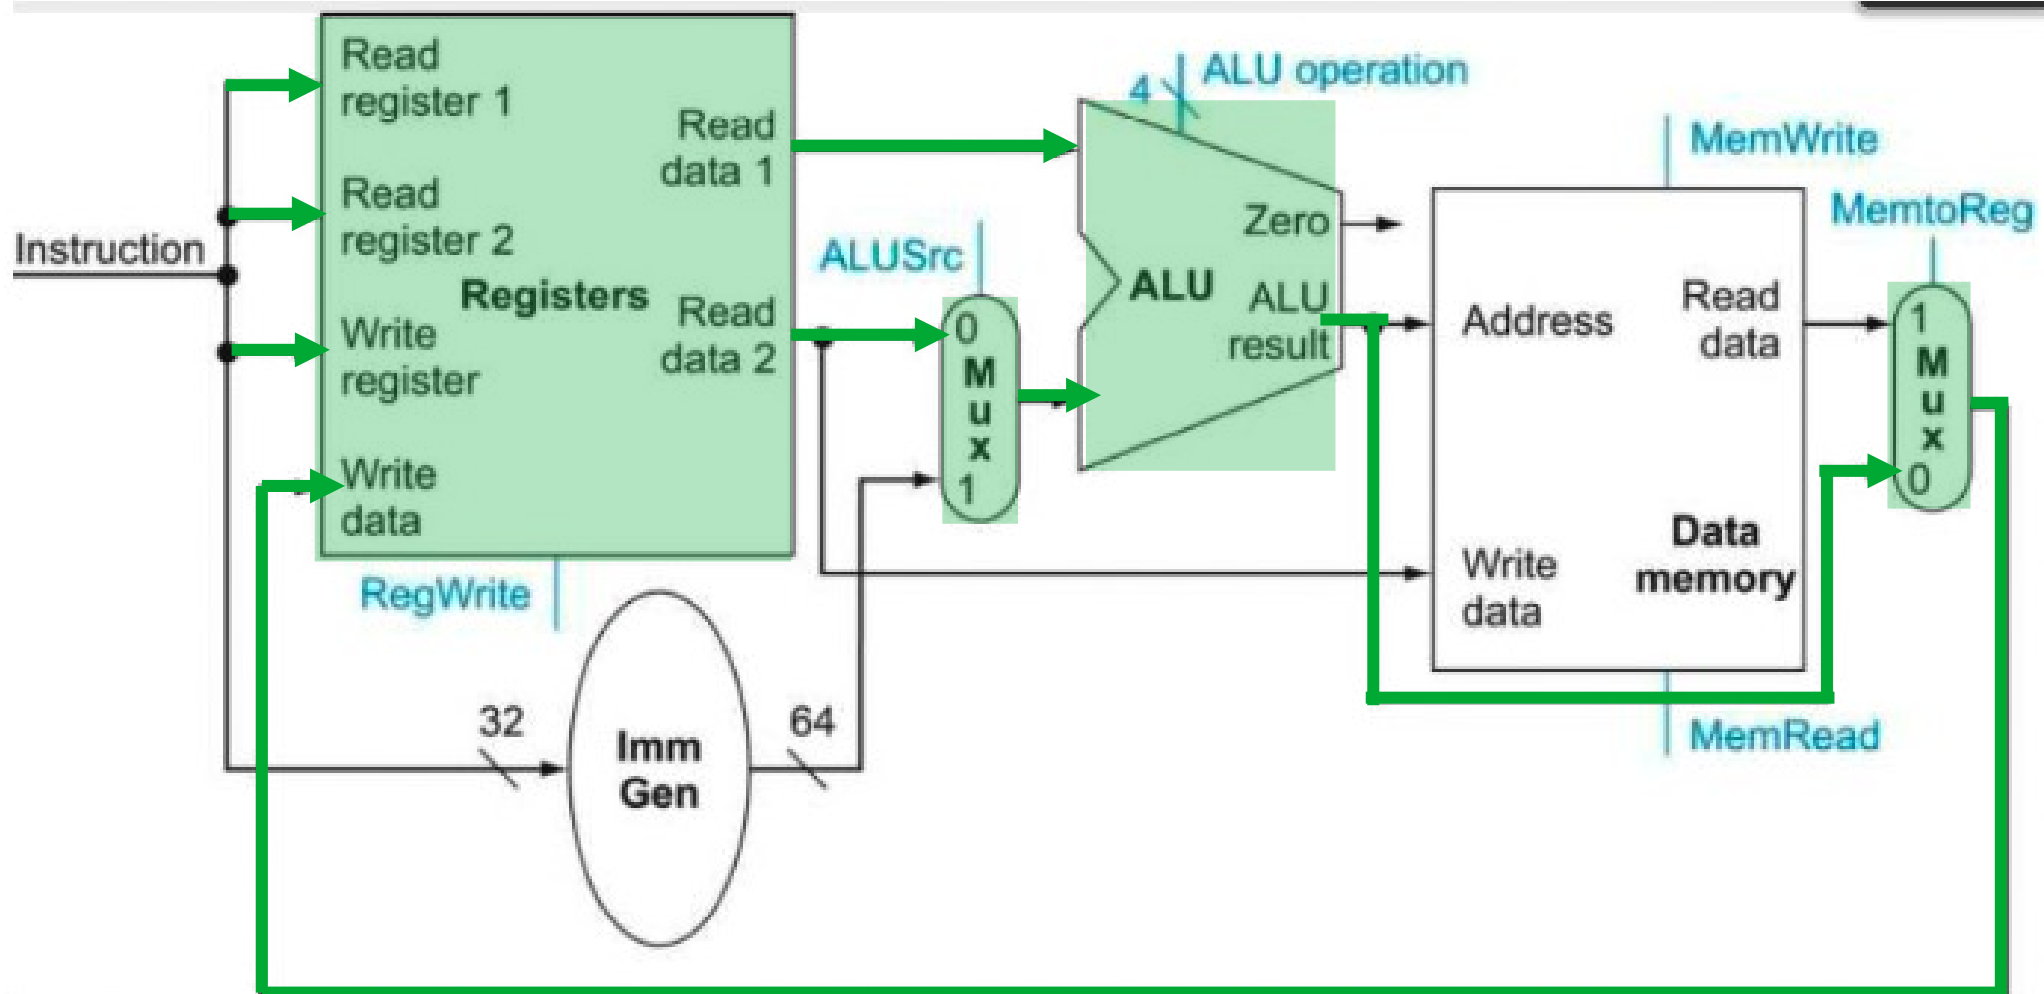 Instruction
Read
register 1
Read
register 2
Write
register
Write
data
Registers
Read
data 1
Read
data 2
RegWrite
32
Imm
Gen
64
ALUSrc
0
M
u
x
1
4
ALU operation
Zero
ALU
ALU
result
MemWrite
Address
Read
data
Write
data
Data
memory
MemRead
MemtoReg
1
M
u
x
0